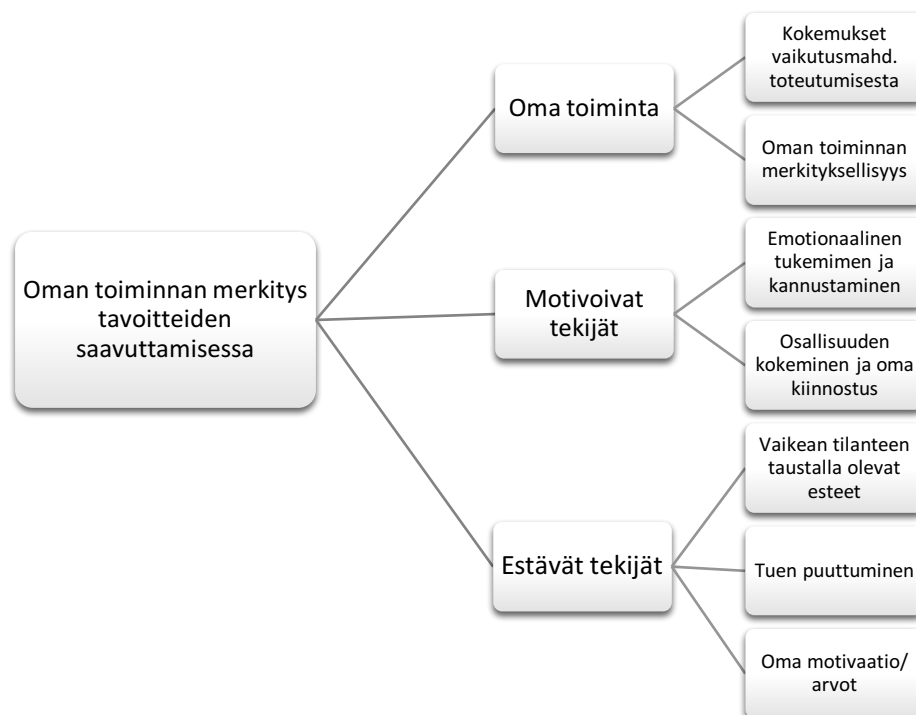 Oman toiminnan merkitys
tavoitteiden
saavuttamisessa
Oma toiminta
Kokemukset
vaikutusmahd.
toteutumisesta
Oman toiminnan
merkityksellisyys
Motivoivat
tekijät
Emotionaalinen
tukemimen ja
kannustaminen
Osallisuuden
kokeminen ja oma
kiinnostus
Estävät tekijät
Vaikean tilanteen
taustalla olevat
esteet
Tuen puuttuminen
Oma motivaatio/
arvot